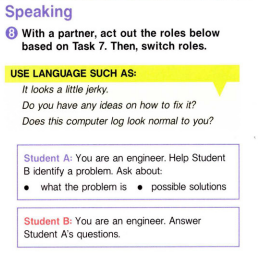 Speaking
8 With a partner, act out the roles below
based on Task 7. Then, switch roles.
USE LANGUAGE SUCH AS:
It looks a little jerky.
Do you have any ideas on how to fix it?
Does this computer log look normal to you?
Student A: You are an engineer. Help Student
B identify a problem. Ask about:
• what the problem is • possible solutions
Student B: You are an engineer. Answer
Student A's questions.